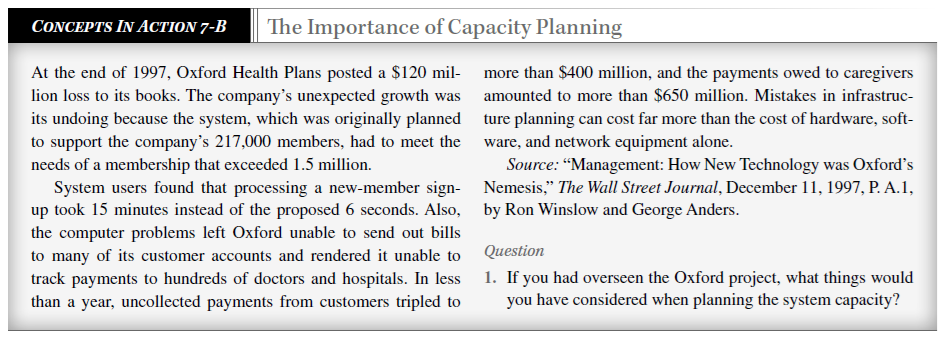 CONCEPTS IN ACTION 7-B
The Importance of Capacity Planning
At the end of 1997, Oxford Health Plans posted a $120 mil-
lion loss to its books. The company's unexpected growth was
its undoing because the system, which was originally planned
to support the company's 217,000 members, had to meet the
needs of a membership that exceeded 1.5 million.
System users found that processing a new-member sign-
up took 15 minutes instead of the proposed 6 seconds. Also,
the computer problems left Oxford unable to send out bills
to many of its customer accounts and rendered it unable to
track payments to hundreds of doctors and hospitals. In less
than a year, uncollected payments from customers tripled to
more than $400 million, and the payments owed to caregivers
amounted to more than $650 million. Mistakes in infrastruc-
ture planning can cost far more than the cost of hardware, soft-
ware, and network equipment alone.
Source: “Management: How New Technology was Oxford's
Nemesis,” The Wall Street Journal, December 11, 1997, P. A.1,
by Ron Winslow and George Anders.
Question
1. If you had overseen the Oxford project, what things would
you have considered when planning the system capacity?